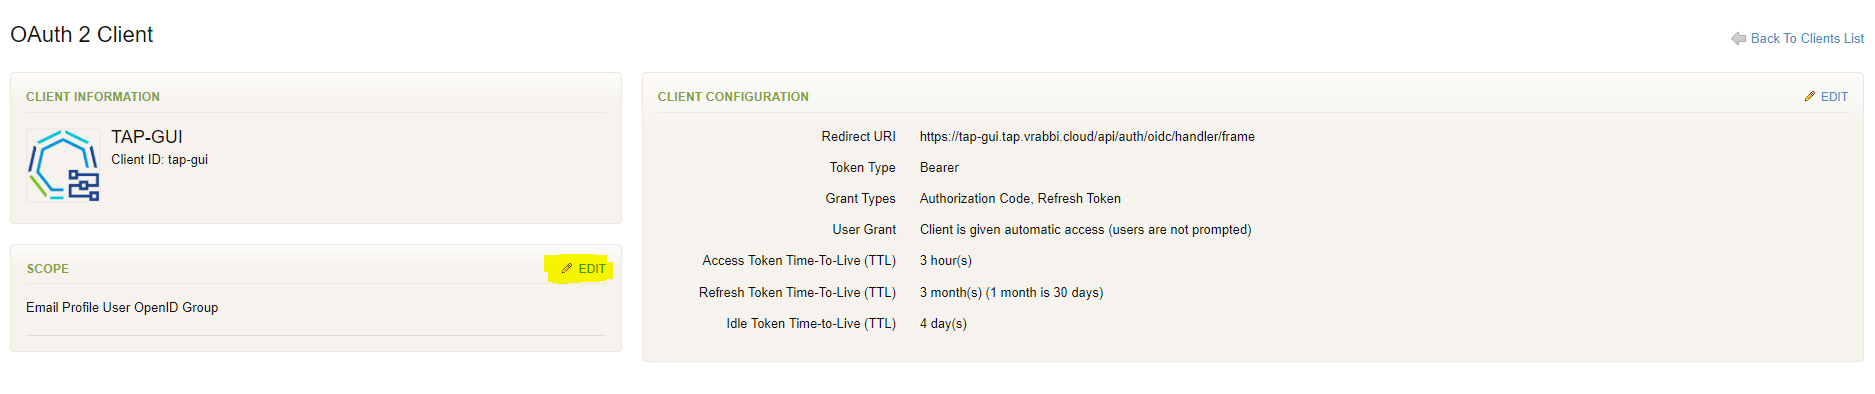 OAuth 2 Client
Back To Clients List
CLIENT INFORMATION
TAP-GUI
Client ID: tap-gui
SCOPE
EDIT
Email Profile User OpenID Group
CLIENT CONFIGURATION
EDIT
Redirect URI https://tap-gui.tap.vrabbi.cloud/api/auth/oidc/handler/frame
Token Type Bearer
Grant Types Authorization Code, Refresh Token
User Grant Client is given automatic access (users are not prompted)
Access Token Time-To-Live (TTL) 3 hour(s)
Refresh Token Time-To-Live (TTL) 3 month(s) (1 month is 30 days)
Idle Token Time-to-Live (TTL) 4 day(s)